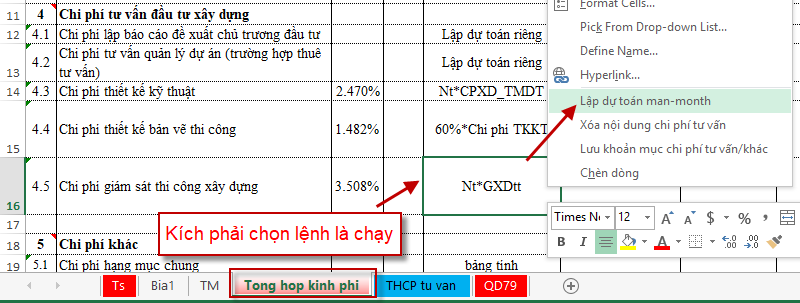 11 4 Chi phí tư vấn đầu tư xây dựng
12 4.1 Chi phí lập báo cáo đề xuất chủ trương đầu tư Lập dự toán riêng
Chi phí tư vấn quản lý dự án (trường hợp thuê
13 4.2 tư vấn) Lập dự toán riêng
14 4.3 Chi phí thiết kế kỹ thuật 2.470% Nt*CPXD_TMDT
15 4.4 Chi phí thiết kế bản vẽ thi công 1.482% 60%*Chi phí TKKT
16 4.5 Chi phí giám sát thi công xây dựng 3.508% Nt*GXDtt
17
18 5 Chi phí khác
19 5.1 Chi phí hạng mục chung bảng tính
Kích phải chọn lệnh là chạy
Format Cells...
Pick From Drop-down List...
Define Name...
Hyperlink...
Lập dự toán man-month
Xóa nội dung chi phí tư vấn
Lưu khoản mục chi phí tư vấn/khác
Chèn dòng
Times Ne 12 A A $ % ,
B I A .00 .0
Ts Bia1 TM Tong hop kinh phi THCP tu van QD79